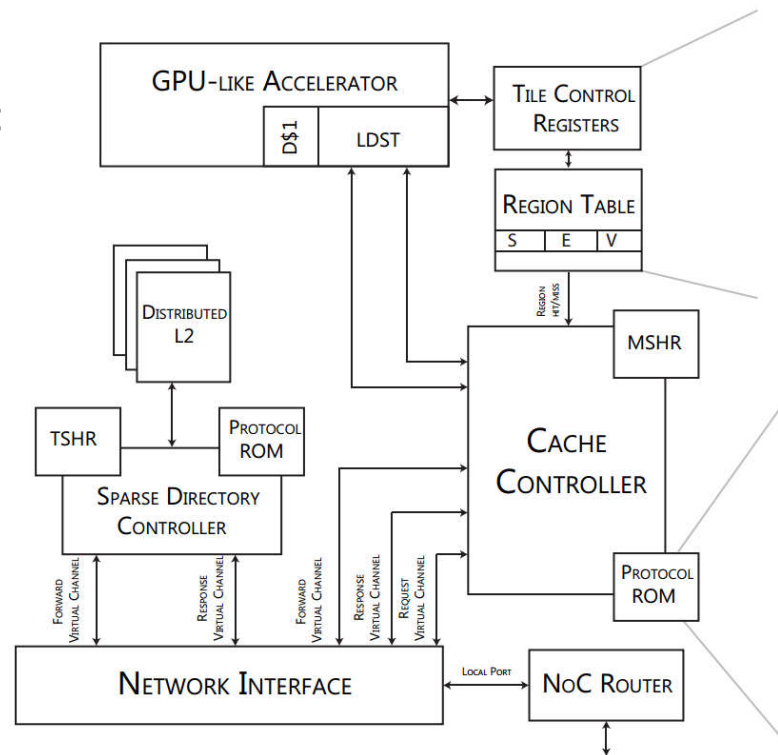 GPU-LIKE ACCELERATOR
D$1
LDST
TILE CONTROL
REGISTERS
REGION TABLE
S E V
REGION
HIT/MISS
DISTRIBUTED
L2
MSHR
TSHR
PROTOCOL
ROM
SPARSE DIRECTORY
CONTROLLER
CACHE
CONTROLLER
PROTOCOL
ROM
FORWARD
VIRTUAL CHANNEL
RESPONSE
VIRTUAL CHANNEL
FORWARD
VIRTUAL CHANNEL
RESPONSE
VIRTUAL CHANNEL
REQUEST
VIRTUAL CHANNEL
NETWORK INTERFACE
LOCAL PORT
NOC ROUTER